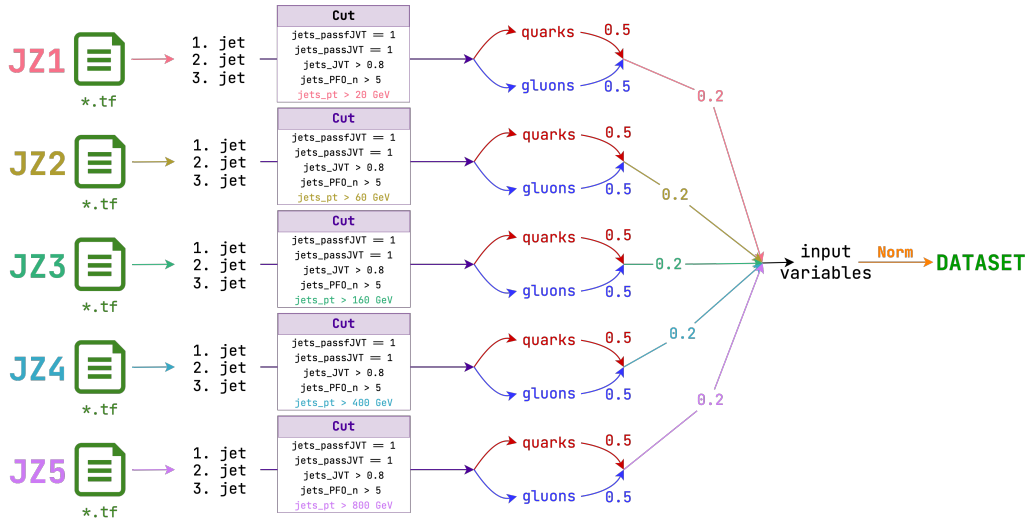 JZ1
*.tf
1. jet
2. jet
3. jet
Cut
jets_passfJVT == 1
jets_passJVT == 1
jets_JVT > 0.8
jets_PFO_n > 5
jets_pt > 20 GeV
quarks
0.5
gluons
0.5
0.2
JZ2
*.tf
1. jet
2. jet
3. jet
Cut
jets_passfJVT == 1
jets_passJVT == 1
jets_JVT > 0.8
jets_PFO_n > 5
jets_pt > 60 GeV
quarks
0.5
gluons
0.5
0.2
JZ3
*.tf
1. jet
2. jet
3. jet
Cut
jets_passfJVT == 1
jets_passJVT == 1
jets_JVT > 0.8
jets_PFO_n > 5
jets_pt > 160 GeV
quarks
0.5
gluons
0.5
0.2
input
variables
Norm
DATASET
JZ4
*.tf
1. jet
2. jet
3. jet
Cut
jets_passfJVT == 1
jets_passJVT == 1
jets_JVT > 0.8
jets_PFO_n > 5
jets_pt > 400 GeV
quarks
0.5
gluons
0.5
0.2
JZ5
*.tf
1. jet
2. jet
3. jet
Cut
jets_passfJVT == 1
jets_passJVT == 1
jets_JVT > 0.8
jets_PFO_n > 5
jets_pt > 800 GeV
quarks
0.5
gluons
0.5
0.2